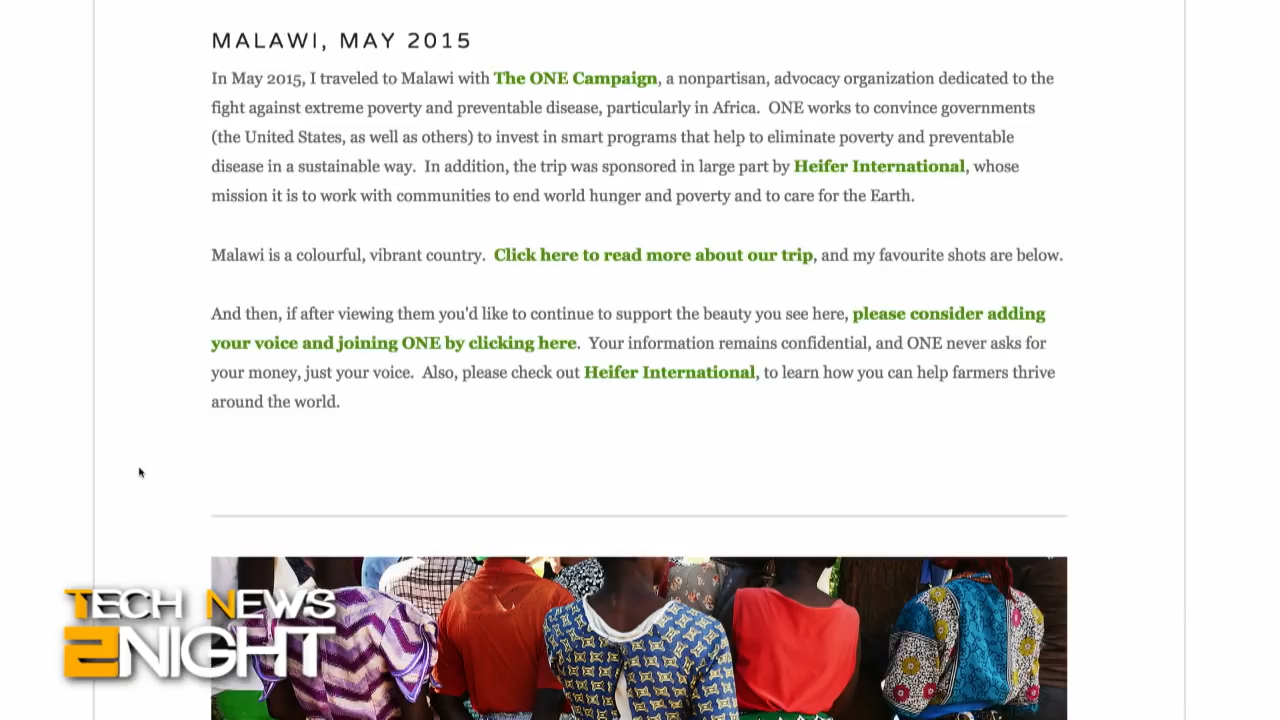 MALAWI, MAY 2015
In May 2015, I traveled to Malawi with The ONE Campaign, a nonpartisan, advocacy organization dedicated to the
fight against extreme poverty and preventable disease, particularly in Africa.  ONE works to convince governments
(the United States, as well as others) to invest in smart programs that help to eliminate poverty and preventable
disease in a sustainable way.  In addition, the trip was sponsored in large part by Heifer International, whose
mission it is to work with communities to end world hunger and poverty and to care for the Earth.
Malawi is a colourful, vibrant country.  Click here to read more about our trip, and my favourite shots are below.
And then, if after viewing them you'd like to continue to support the beauty you see here, please consider adding
your voice and joining ONE by clicking here.  Your information remains confidential, and ONE never asks for
your money, just your voice.  Also, please check out Heifer International, to learn how you can help farmers thrive
around the world.
TECH NEWS
2NIGHT